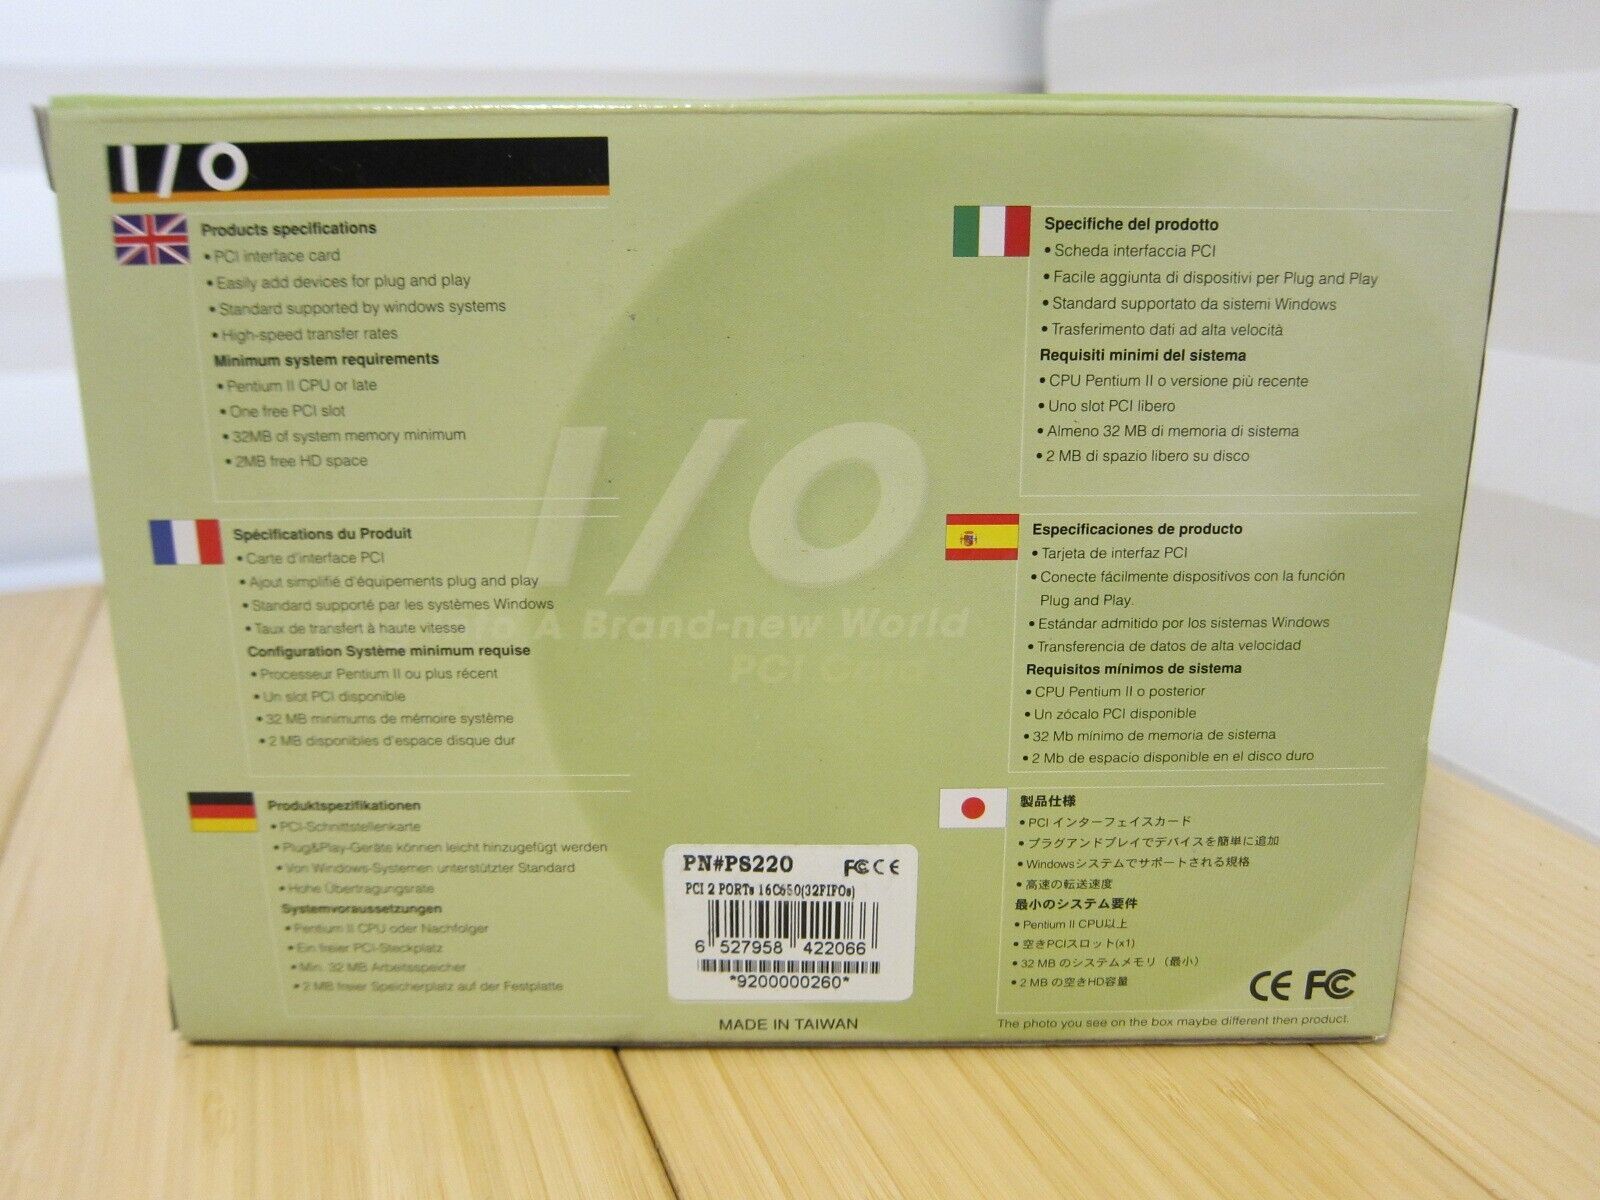 I/O
Products specifications
• PCI interface card
• Easily add devices for plug and play
• Standard supported by windows systems
• High-speed transfer rates
Minimum system requirements
• Pentium II CPU or late
• One free PCI slot
• 32MB of system memory minimum
• 2MB free HD space
Spécifications du Produit
• Carte d'interface PCI
• Ajout simplifié d'équipements plug and play
• Standard supporté par les systèmes Windows
• Taux de transfert à haute vitesse
Configuration Système minimum requise
• Processeur Pentium II ou plus récent
• Un slot PCI disponible
• 32 MB minimums de mémoire système
• 2 MB disponibles d'espace disque dur
Produktspezifikationen
• PCI-Schnittstellenkarte
• Plug&Play-Geräte können leicht hinzugefügt werden
• Von Windows-Systemen unterstützter Standard
• Hohe Übertragungsrate
Systemvoraussetzungen
• Pentium II CPU oder Nachfolger
• Ein freier PCI-Steckplatz
• Min. 32 MB Arbeitsspeicher
• 2 MB freier Speicherplatz auf der Festplatte
I/O
A Brand-new World
PCI
Specifiche del prodotto
• Scheda interfaccia PCI
• Facile aggiunta di dispositivi per Plug and Play
• Standard supportato da sistemi Windows
• Trasferimento dati ad alta velocità
Requisiti minimi del sistema
• CPU Pentium II o versione più recente
• Uno slot PCI libero
• Almeno 32 MB di memoria di sistema
• 2 MB di spazio libero su disco
Especificaciones de producto
• Tarjeta de interfaz PCI
• Conecte fácilmente dispositivos con la función
Plug and Play.
• Estándar admitido por los sistemas Windows
• Transferencia de datos de alta velocidad
Requisitos mínimos de sistema
• CPU Pentium II o posterior
• Un zócalo PCI disponible
• 32 Mb mínimo de memoria de sistema
• 2 Mb de espacio disponible en el disco duro
製品仕様
• PCI インターフェイスカード
• プラグアンドプレイでデバイスを簡単に追加
• Windowsシステムでサポートされる規格
• 高速の転送速度
最小のシステム要件
• Pentium II CPU以上
• 空きPCIスロット(x1)
• 32 MB のシステムメモリ（最小）
• 2 MB の空きHD容量
CE FC
PN#PS220 FC CE
PCI 2 PORTs 16C650(32FIFOs)
6 527958 422066
*9200000260*
MADE IN TAIWAN
The photo you see on the box maybe different then product.